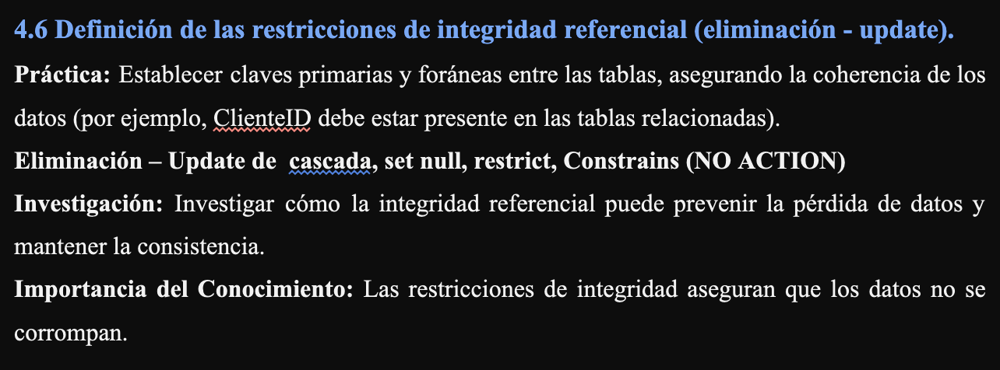 4.6 Definición de las restricciones de integridad referencial (eliminación - update).
Práctica: Establecer claves primarias y foráneas entre las tablas, asegurando la coherencia de los
datos (por ejemplo, ClienteID debe estar presente en las tablas relacionadas).
Eliminación – Update de cascada, set null, restrict, Constrains (NO ACTION)
Investigación: Investigar cómo la integridad referencial puede prevenir la pérdida de datos y
mantener la consistencia.
Importancia del Conocimiento: Las restricciones de integridad aseguran que los datos no se
corrompan.